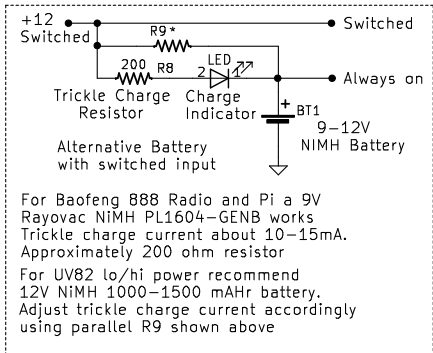 +12
Switched
Switched
R9*
LED
200
R8
2
1
Always on
Trickle Charge
Resistor
Charge
Indicator
+
BT1
9-12V
NIMH Battery
Alternative Battery
with switched input
For Baofeng 888 Radio and Pi a 9V
Rayovac NiMH PL1604-GENB works
Trickle charge current about 10-15mA.
Approximately 200 ohm resistor
For UV82 lo/hi power recommend
12V NiMH 1000-1500 mAHr battery.
Adjust trickle charge current accordingly
using parallel R9 shown above